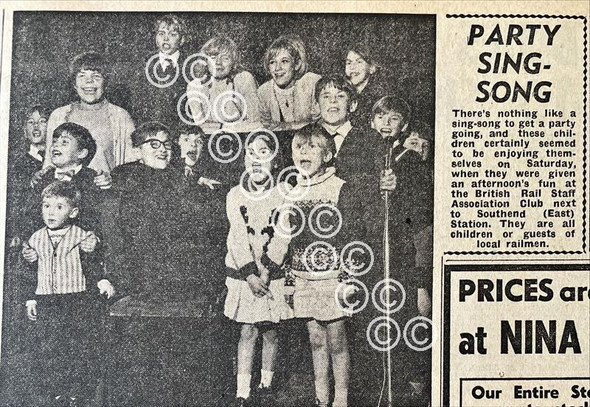 PARTY
SING-
SONG
There's nothing like a
sing-song to get a party
going, and these chil-
dren certainly seemed
to be enjoying them-
selves on Saturday,
when they were given
an afternoon's fun at
the British Rail Staff
Association Club next
to Southend (East)
Station. They are all
children or guests of
local railmen.
PRICES are
at NINA
Our Entire